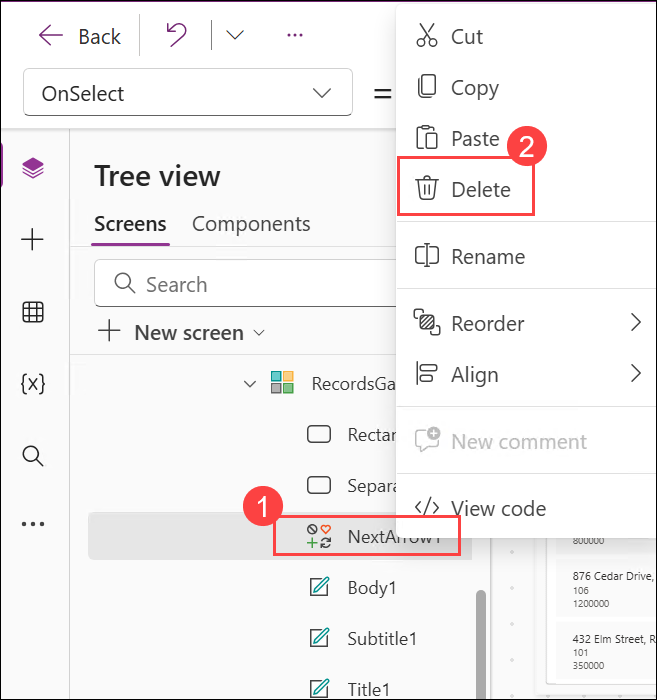 Back
...
OnSelect
=
Tree view
Screens Components
Search
New screen
RecordsGa
Rectar
Separa
1
NextArrow1
Body1
Subtitle1
Title1
Cut
Copy
Paste
2
Delete
Rename
Reorder
Align
New comment
View code
800000
876 Cedar Drive,
106
1200000
432 Elm Street, R
101
350000